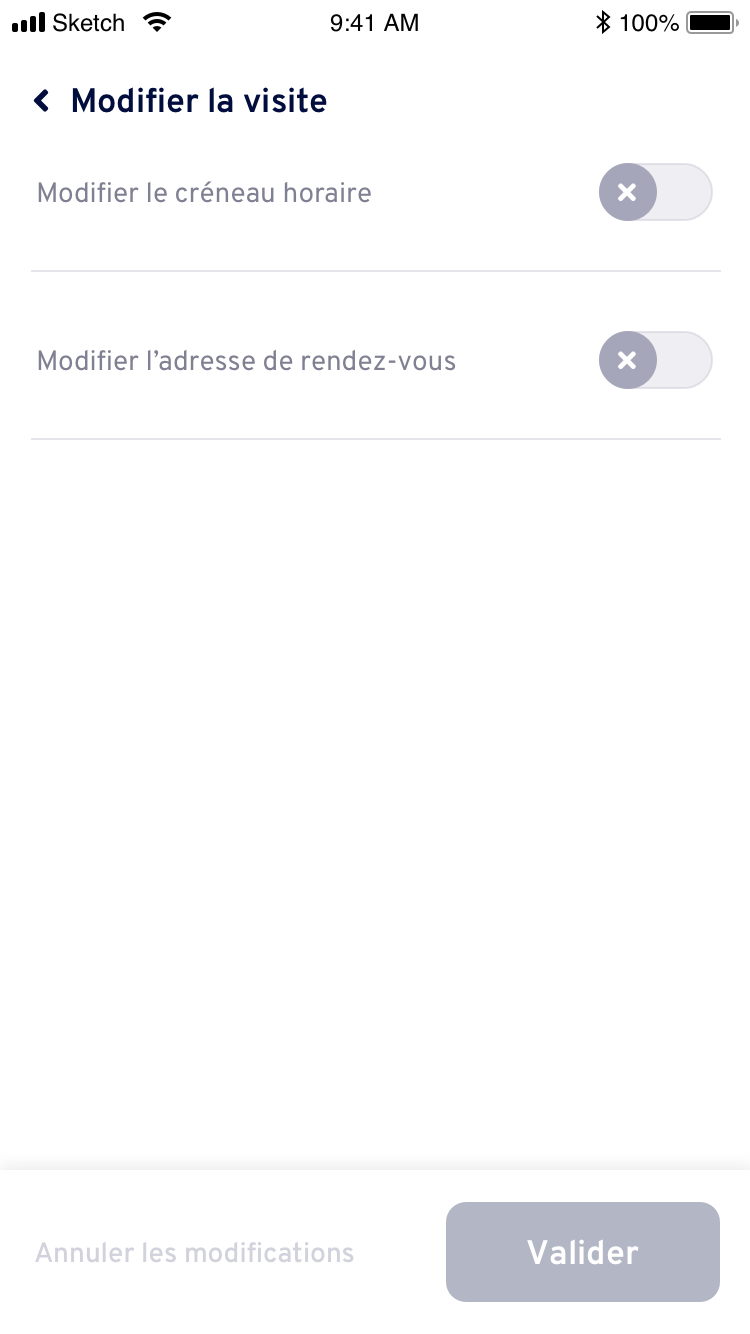 Sketch 9:41 AM 100%
Modifier la visite
Modifier le créneau horaire
Modifier l’adresse de rendez-vous
Annuler les modifications Valider